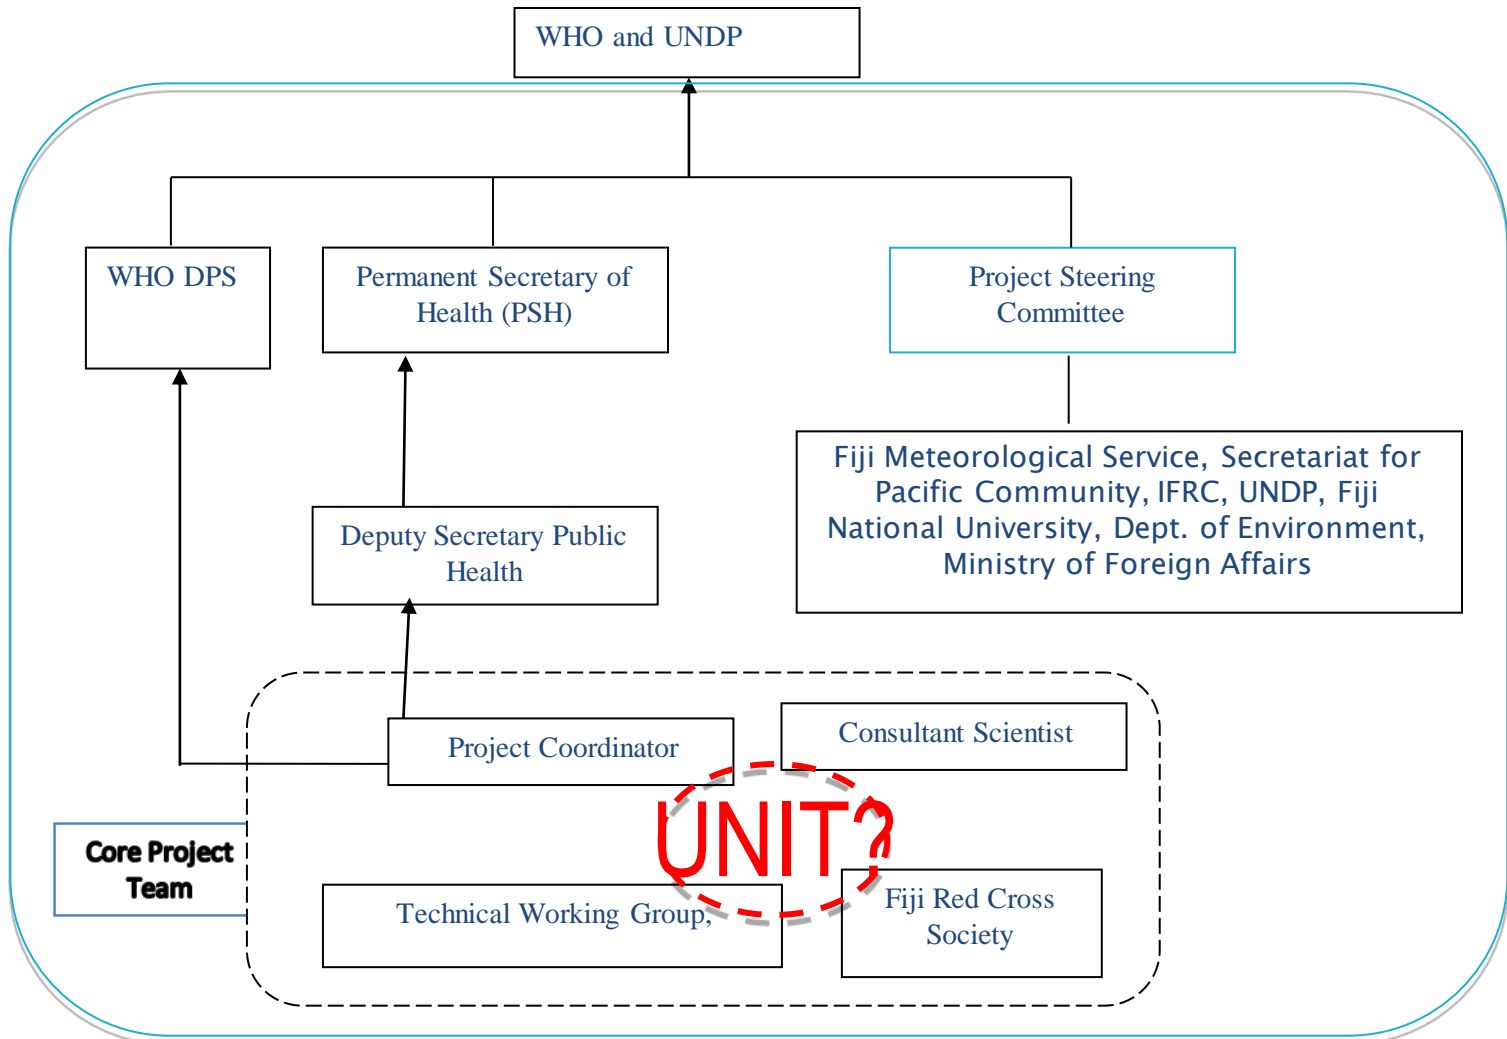 WHO and UNDP
WHO DPS
Permanent Secretary of
Health (PSH)
Project Steering
Committee
Fiji Meteorological Service, Secretariat for
Pacific Community, IFRC, UNDP, Fiji
National University, Dept. of Environment,
Ministry of Foreign Affairs
Deputy Secretary Public
Health
Project Coordinator
Consultant Scientist
UNIT?
Core Project
Team
Technical Working Group,
Fiji Red Cross
Society